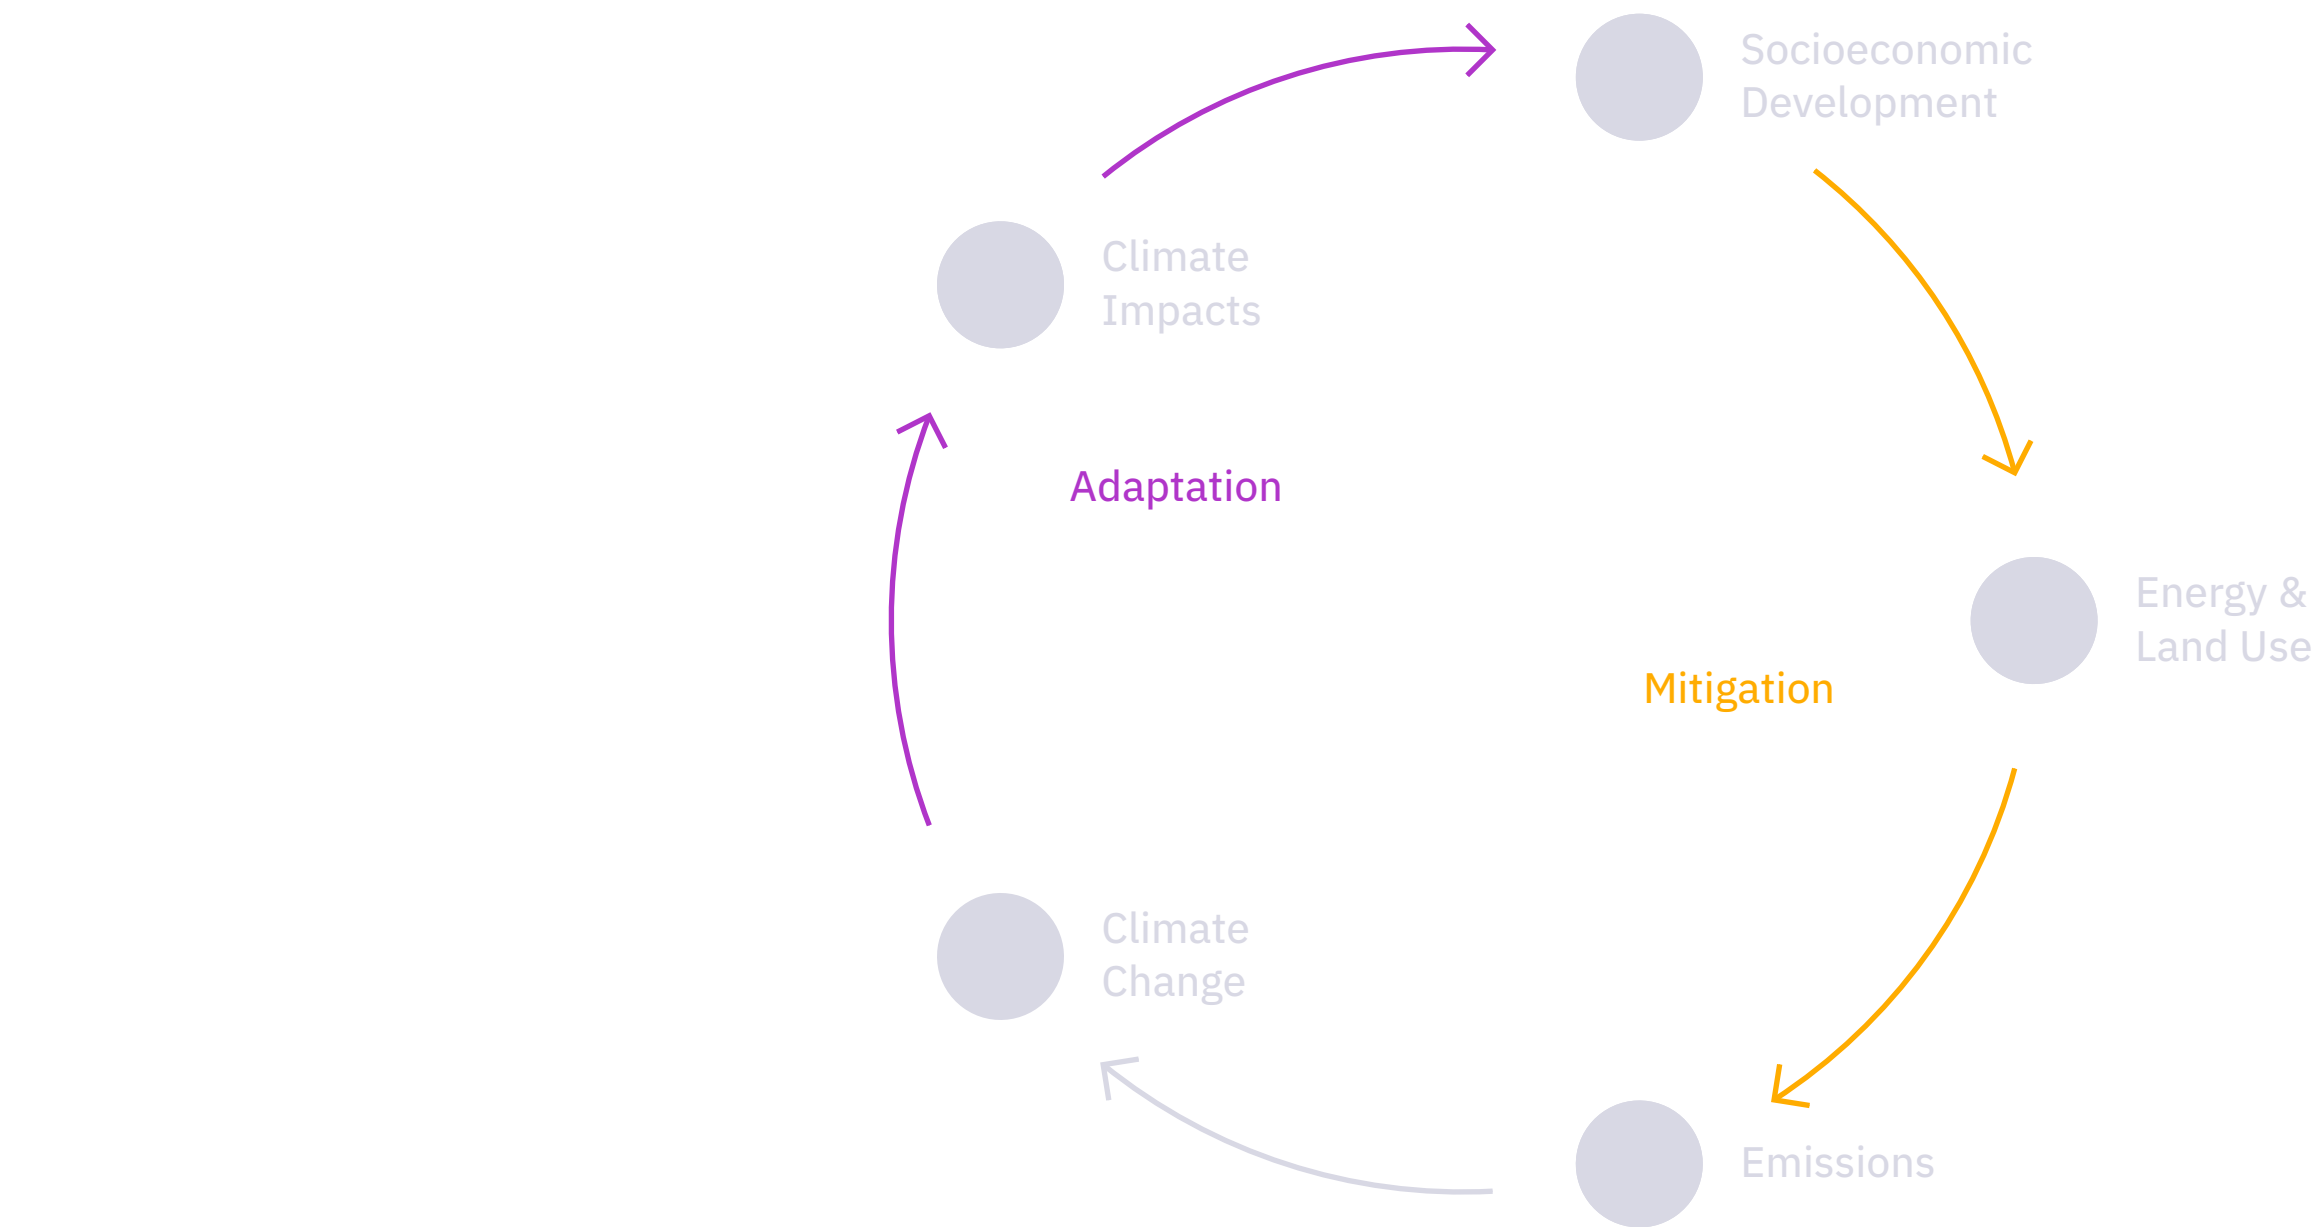 Socioeconomic
Development
Climate
Impacts
Adaptation
Energy &
Land Use
Mitigation
Climate
Change
Emissions